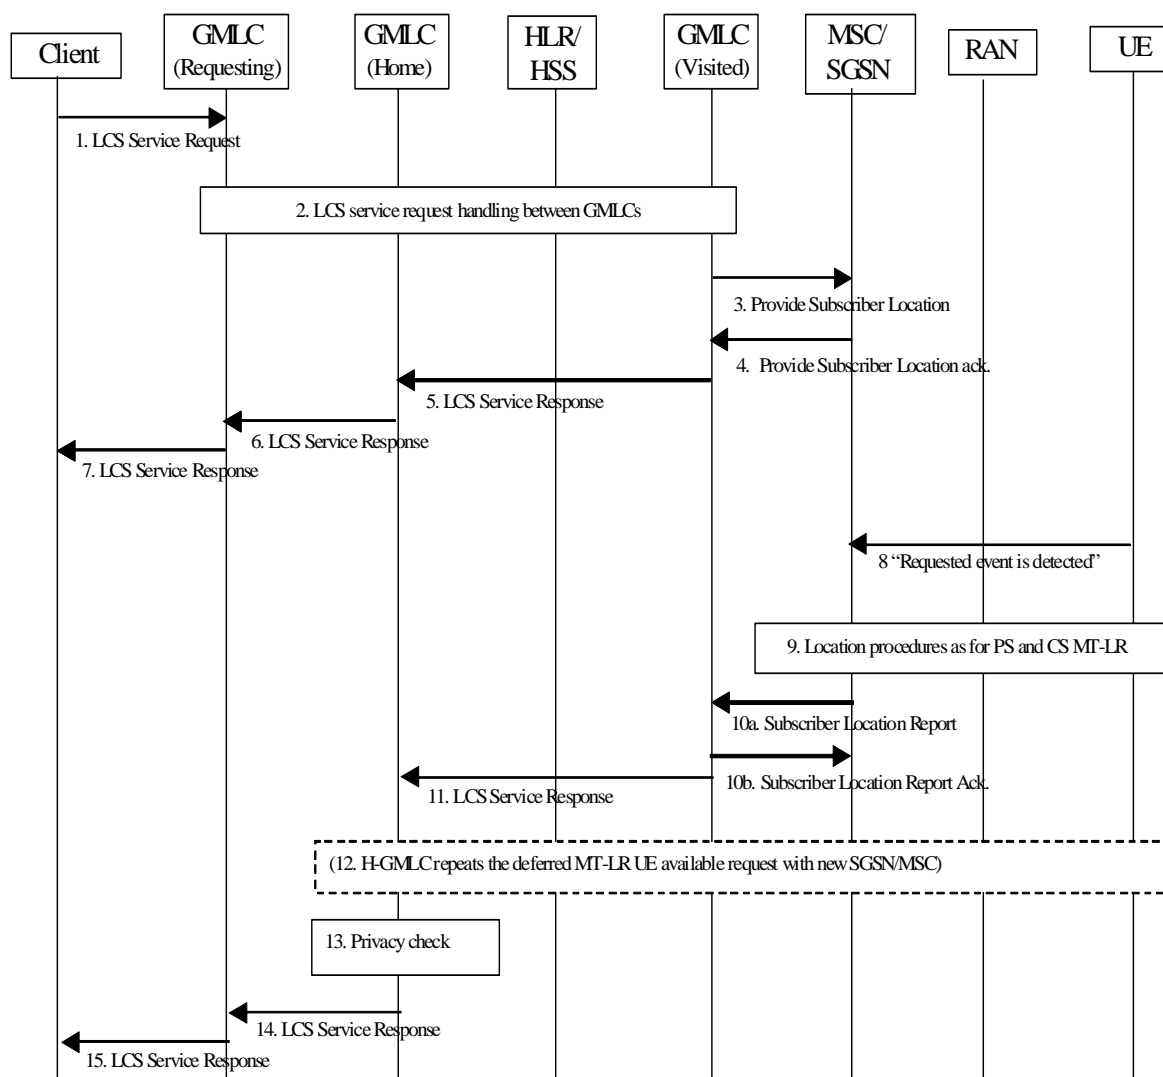 Client
GMLC
(Requesting)
GMLC
(Home)
HLR/
HSS
GMLC
(Visited)
MSC/
SGSN
RAN
UE
1. LCS Service Request
2. LCS service request handling between GMLCs
3. Provide Subscriber Location
4. Provide Subscriber Location ack.
5. LCS Service Response
6. LCS Service Response
7. LCS Service Response
8 “Requested event is detected”
9. Location procedures as for PS and CS MT-LR
10a. Subscriber Location Report
10b. Subscriber Location Report Ack.
11. LCS Service Response
(12. H-GMLC repeats the deferred MT-LR UE available request with new SGSN/MSC)
13. Privacy check
14. LCS Service Response
15. LCS Service Response